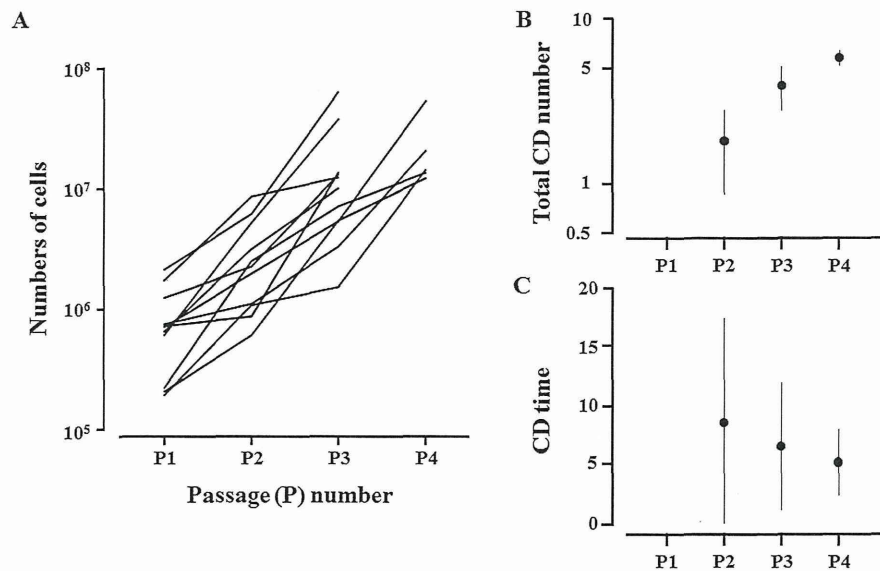 A
Numbers of cells
10⁸
10⁷
10⁶
10⁵
P1 P2 P3 P4
Passage (P) number
B
Total CD number
10
5
1
0.5
P1 P2 P3 P4
C
CD time
20
15
10
5
0
P1 P2 P3 P4